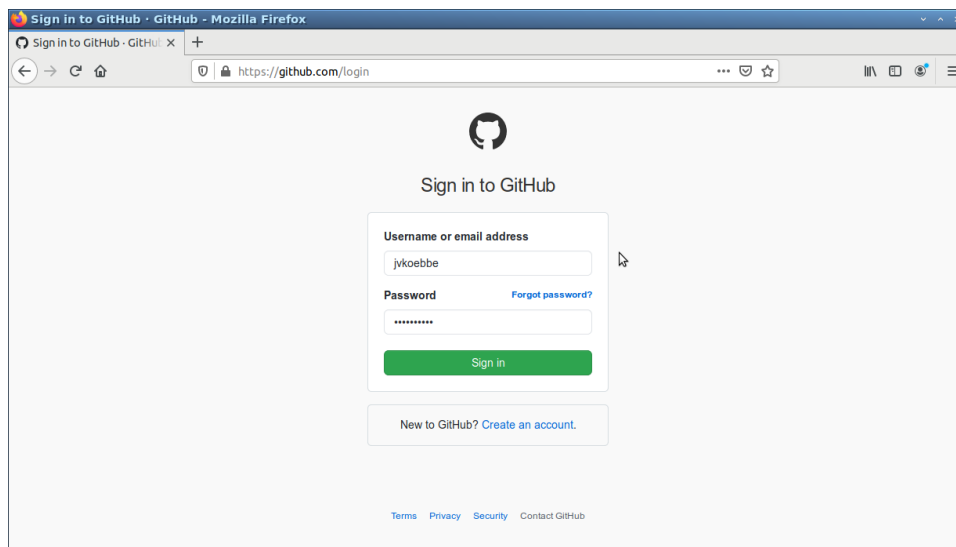 Sign in to GitHub · GitHub - Mozilla Firefox
Sign in to GitHub · GitHu
https://github.com/login
Sign in to GitHub
Username or email address
jvkoebbe
Password Forgot password?
••••••••••
Sign in
New to GitHub? Create an account.
Terms Privacy Security Contact GitHub